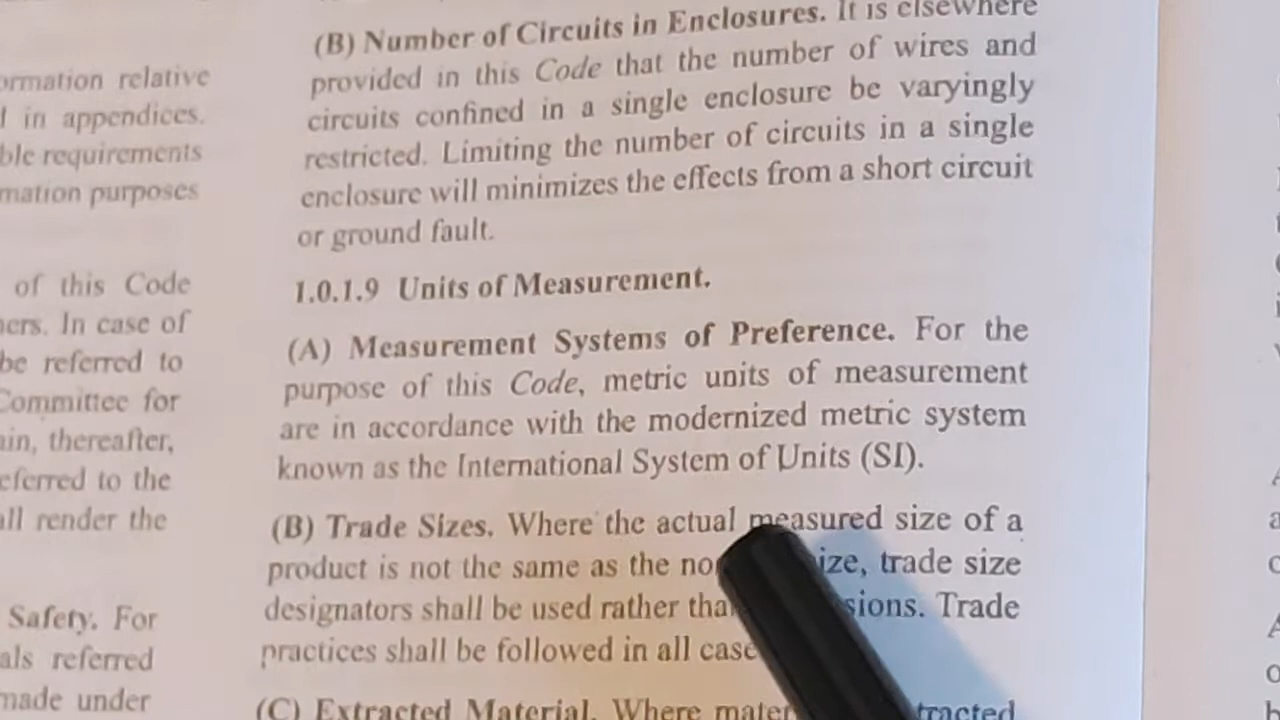 ormation relative
l in appendices.
ble requirements
mation purposes
of this Code
ners. In case of
be referred to
Committee for
ain, thereafter,
eferred to the
all render the
Safety. For
als referred
made under
(B) Number of Circuits in Enclosures. It is elsewhere
provided in this Code that the number of wires and
circuits confined in a single enclosure be varyingly
restricted. Limiting the number of circuits in a single
enclosure will minimizes the effects from a short circuit
or ground fault.
1.0.1.9 Units of Measurement.
(A) Measurement Systems of Preference. For the
purpose of this Code, metric units of measurement
are in accordance with the modernized metric system
known as the International System of Units (SI).
(B) Trade Sizes. Where the actual measured size of a
product is not the same as the no ize, trade size
designators shall be used rather tha sions. Trade
practices shall be followed in all case
(C) Extracted Material. Where mater tracted